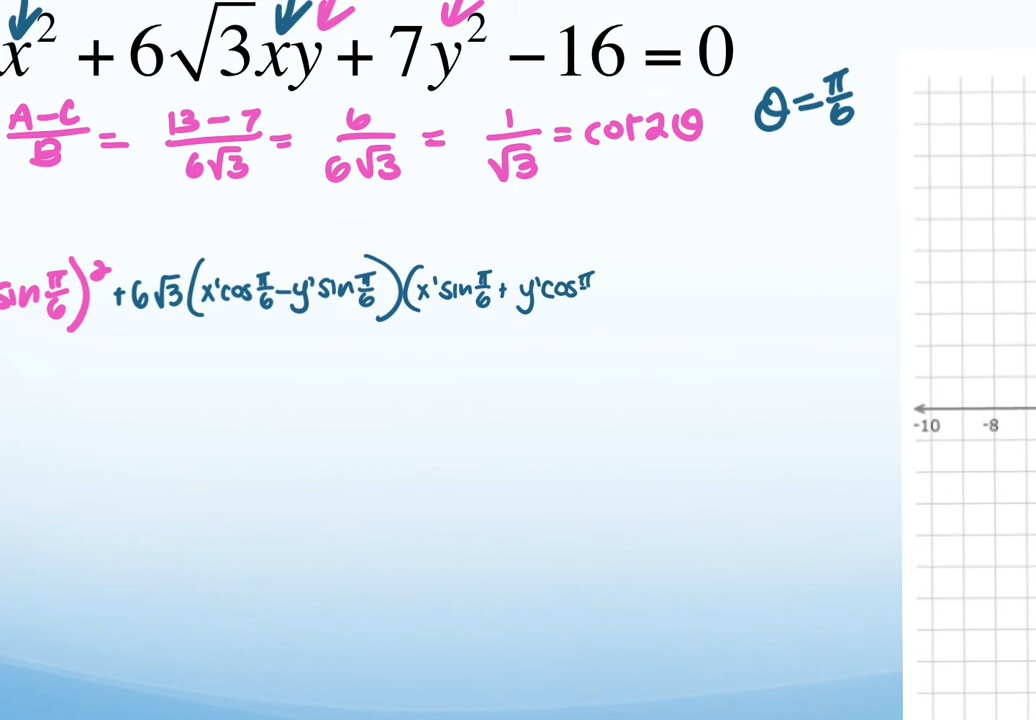 x² + 6√3xy + 7y² − 16 = 0
θ = π/6
(A−C)/B = (13−7)/(6√3) = 6/(6√3) = 1/√3 = cot2θ
sin π/6)² + 6√3(x'cos π/6 − y'sin π/6)(x'sin π/6 + y'cos π
-10 -8